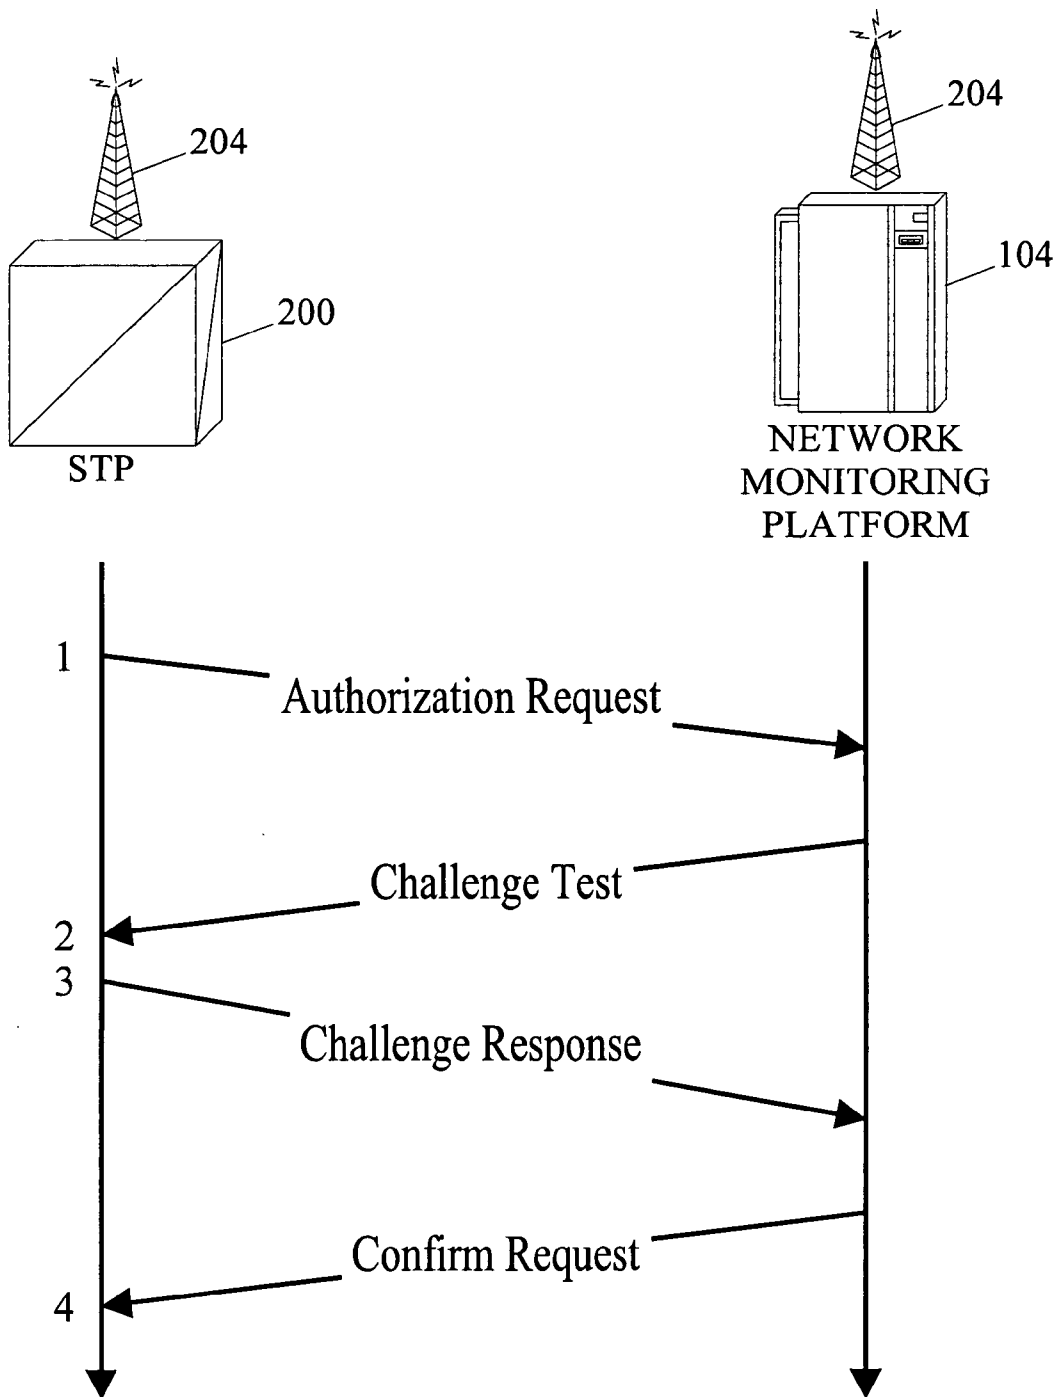 204
204
104
200
STP
NETWORK
MONITORING
PLATFORM
1
Authorization Request
Challenge Test
2
3
Challenge Response
Confirm Request
4